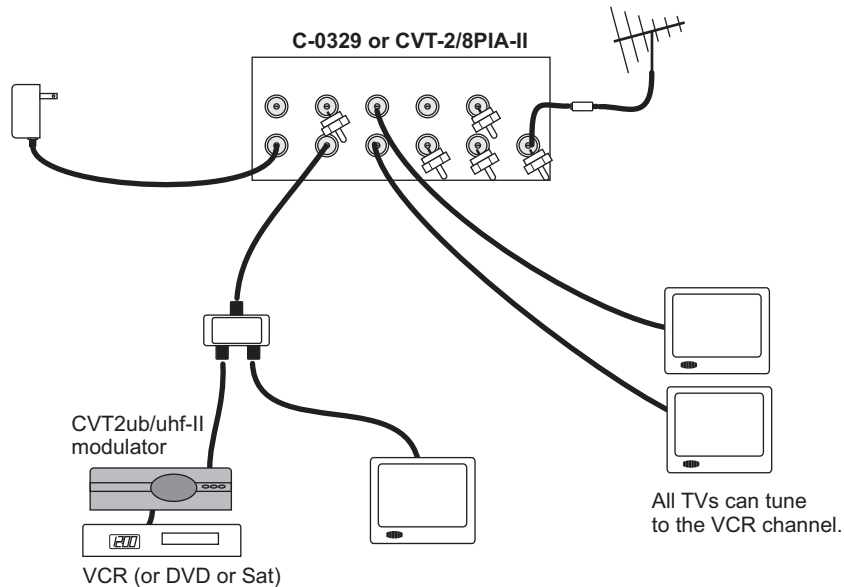 C-0329 or CVT-2/8PIA-II
CVT2ub/uhf-II
modulator
1200
VCR (or DVD or Sat)
All TVs can tune
to the VCR channel.